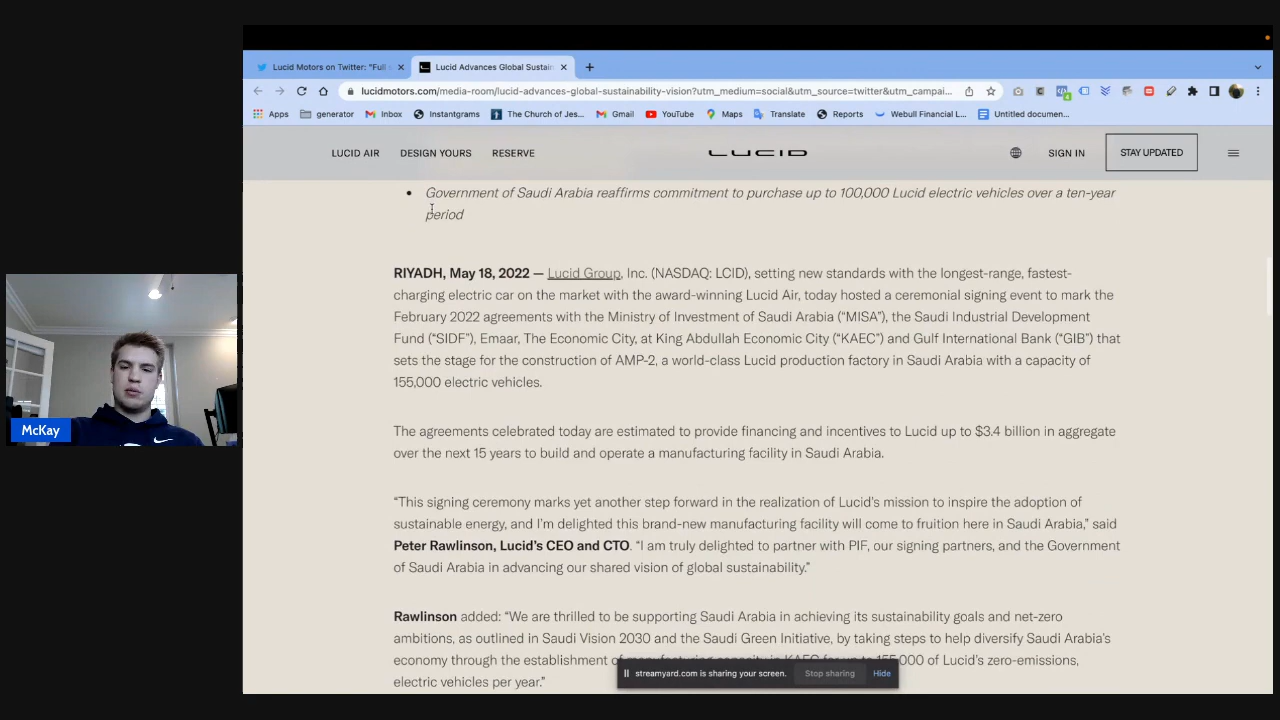 Lucid Motors on Twitter: "Full
Lucid Advances Global Sustain
lucidmotors.com/media-room/lucid-advances-global-sustainability-vision?utm_medium=social&utm_source=twitter&utm_campai...
Apps generator Inbox Instantgrams The Church of Jes... Gmail YouTube Maps Translate Reports Webull Financial L... Untitled documen...
LUCID AIR DESIGN YOURS RESERVE LUCID SIGN IN STAY UPDATED
• Government of Saudi Arabia reaffirms commitment to purchase up to 100,000 Lucid electric vehicles over a ten-year
period
RIYADH, May 18, 2022 — Lucid Group, Inc. (NASDAQ: LCID), setting new standards with the longest-range, fastest-
charging electric car on the market with the award-winning Lucid Air, today hosted a ceremonial signing event to mark the
February 2022 agreements with the Ministry of Investment of Saudi Arabia (“MISA”), the Saudi Industrial Development
Fund (“SIDF”), Emaar, The Economic City, at King Abdullah Economic City (“KAEC”) and Gulf International Bank (“GIB”) that
sets the stage for the construction of AMP-2, a world-class Lucid production factory in Saudi Arabia with a capacity of
155,000 electric vehicles.
The agreements celebrated today are estimated to provide financing and incentives to Lucid up to $3.4 billion in aggregate
over the next 15 years to build and operate a manufacturing facility in Saudi Arabia.
“This signing ceremony marks yet another step forward in the realization of Lucid’s mission to inspire the adoption of
sustainable energy, and I’m delighted this brand-new manufacturing facility will come to fruition here in Saudi Arabia,” said
Peter Rawlinson, Lucid’s CEO and CTO. “I am truly delighted to partner with PIF, our signing partners, and the Government
of Saudi Arabia in advancing our shared vision of global sustainability.”
Rawlinson added: “We are thrilled to be supporting Saudi Arabia in achieving its sustainability goals and net-zero
ambitions, as outlined in Saudi Vision 2030 and the Saudi Green Initiative, by taking steps to help diversify Saudi Arabia’s
economy through the establishment of manufacturing capacity in KAEC for up to 155,000 of Lucid’s zero-emissions,
electric vehicles per year.”
streamyard.com is sharing your screen. Stop sharing Hide
McKay